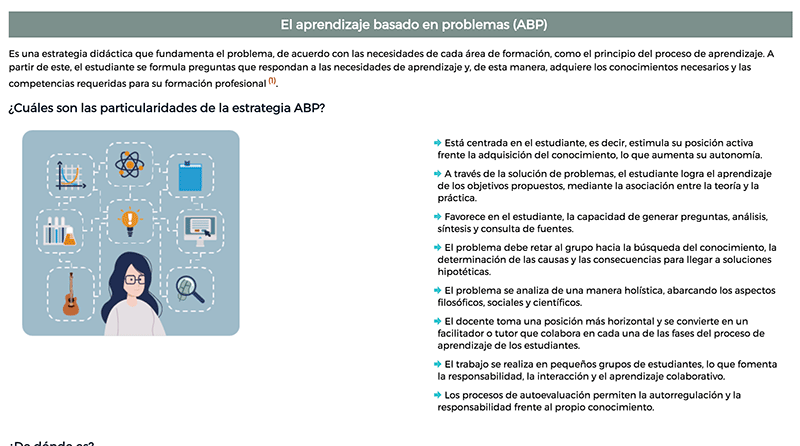 El aprendizaje basado en problemas (ABP)
Es una estrategia didáctica que fundamenta el problema, de acuerdo con las necesidades de cada área de formación, como el principio del proceso de aprendizaje. A
partir de este, el estudiante se formula preguntas que respondan a las necesidades de aprendizaje y, de esta manera, adquiere los conocimientos necesarios y las
competencias requeridas para su formación profesional (1).
¿Cuáles son las particularidades de la estrategia ABP?
Está centrada en el estudiante, es decir, estimula su posición activa
frente la adquisición del conocimiento, lo que aumenta su autonomía.
A través de la solución de problemas, el estudiante logra el aprendizaje
de los objetivos propuestos, mediante la asociación entre la teoría y la
práctica.
Favorece en el estudiante, la capacidad de generar preguntas, análisis,
síntesis y consulta de fuentes.
El problema debe retar al grupo hacia la búsqueda del conocimiento, la
determinación de las causas y las consecuencias para llegar a soluciones
hipotéticas.
El problema se analiza de una manera holística, abarcando los aspectos
filosóficos, sociales y científicos.
El docente toma una posición más horizontal y se convierte en un
facilitador o tutor que colabora en cada una de las fases del proceso de
aprendizaje de los estudiantes.
El trabajo se realiza en pequeños grupos de estudiantes, lo que fomenta
la responsabilidad, la interacción y el aprendizaje colaborativo.
Los procesos de autoevaluación permiten la autorregulación y la
responsabilidad frente al propio conocimiento.
¿De dónde es?